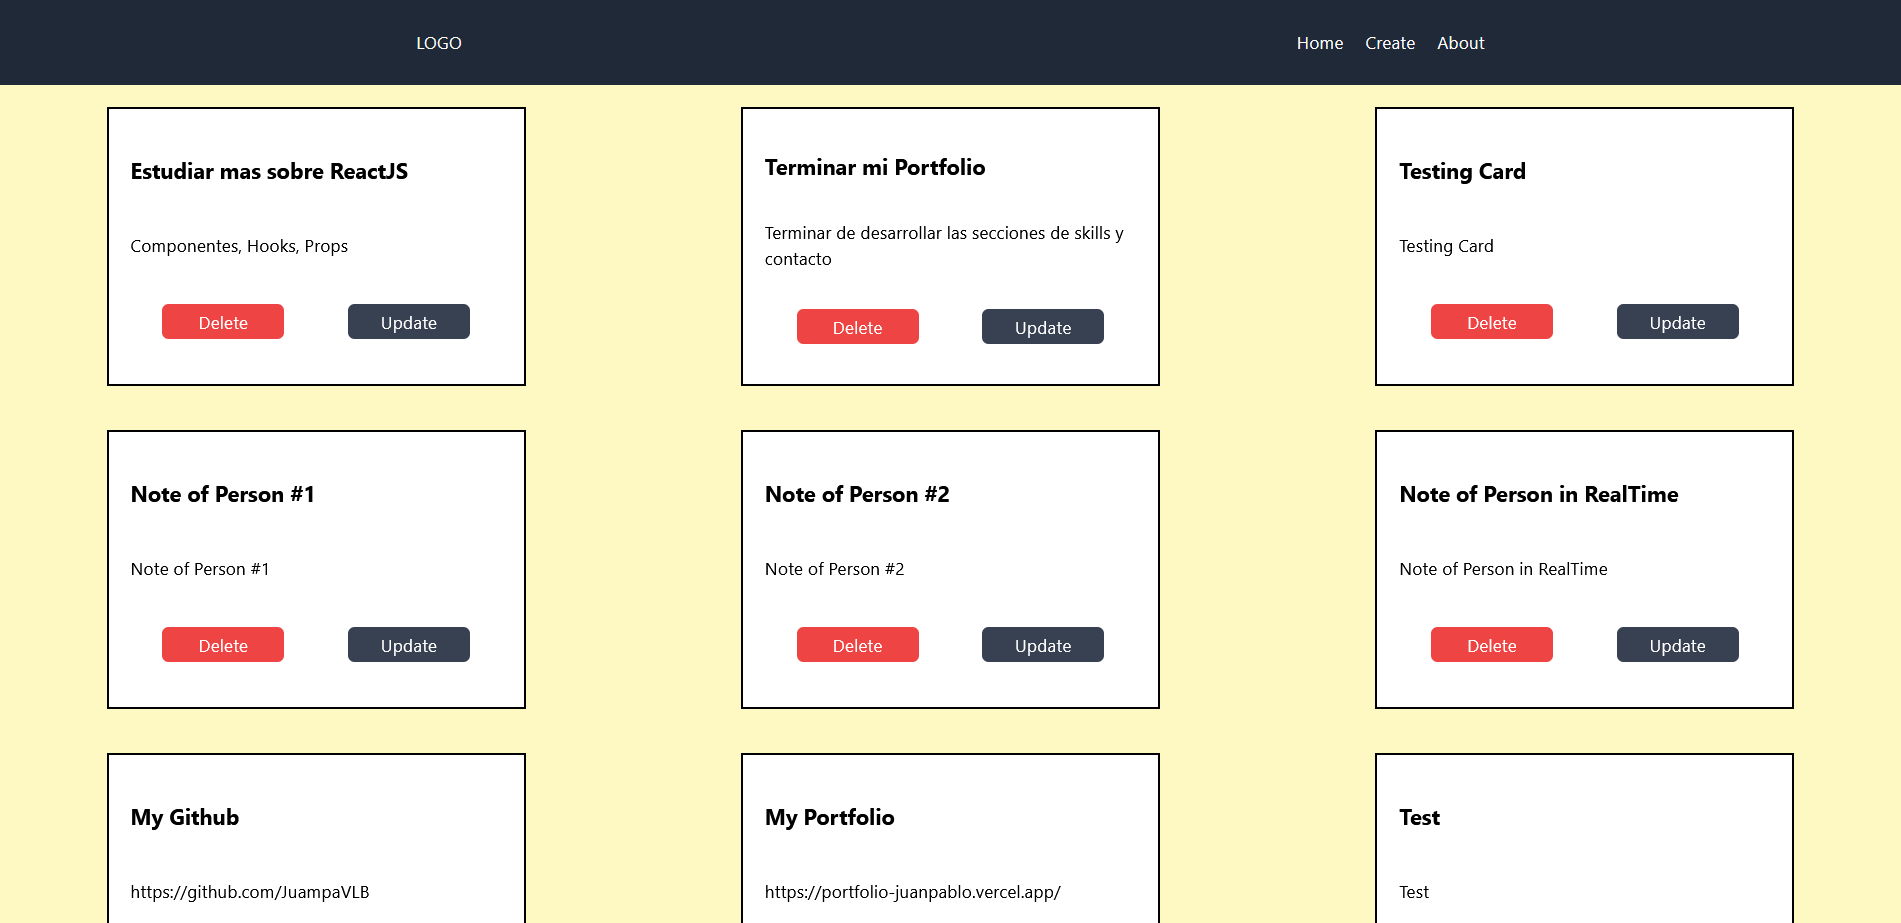 LOGO
Home Create About
Estudiar mas sobre ReactJS
Componentes, Hooks, Props
Delete Update
Terminar mi Portfolio
Terminar de desarrollar las secciones de skills y
contacto
Delete Update
Testing Card
Testing Card
Delete Update
Note of Person #1
Note of Person #1
Delete Update
Note of Person #2
Note of Person #2
Delete Update
Note of Person in RealTime
Note of Person in RealTime
Delete Update
My Github
https://github.com/JuampaVLB
My Portfolio
https://portfolio-juanpablo.vercel.app/
Test
Test